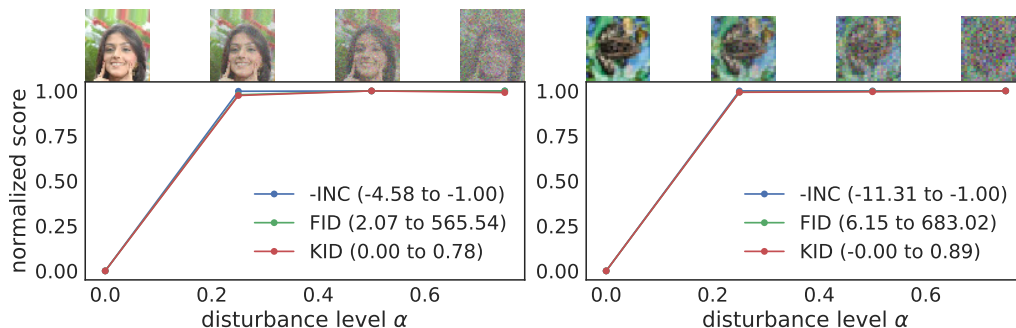 normalized score
1.00
0.75
0.50
0.25
0.00
-INC (-4.58 to -1.00)
FID (2.07 to 565.54)
KID (0.00 to 0.78)
0.0 0.2 0.4 0.6
disturbance level α
1.00
0.75
0.50
0.25
0.00
-INC (-11.31 to -1.00)
FID (6.15 to 683.02)
KID (-0.00 to 0.89)
0.0 0.2 0.4 0.6
disturbance level α